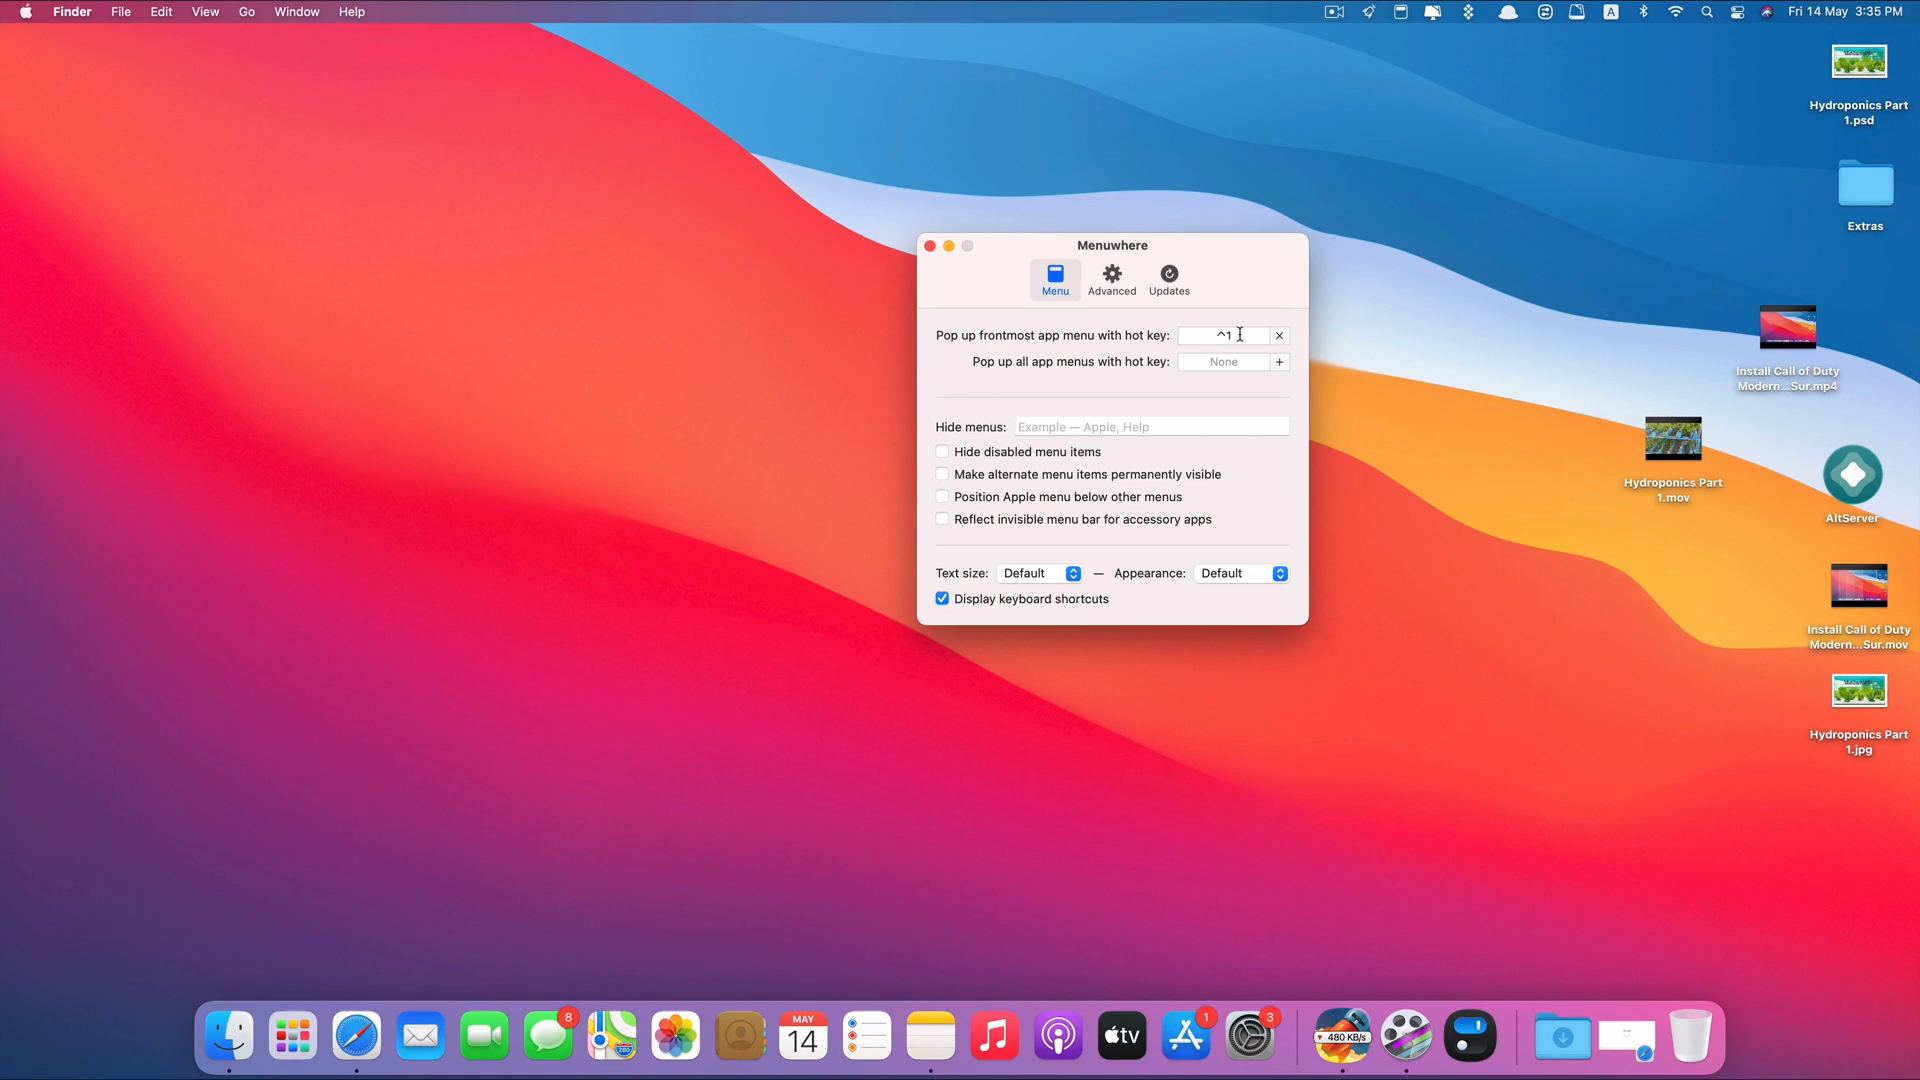 Finder File Edit View Go Window Help
A Fri 14 May 3:35 PM
Hydroponics Part
1.psd
Extras
Menuwhere
Menu Advanced Updates
Pop up frontmost app menu with hot key: ^1 ×
Pop up all app menus with hot key: None +
Hide menus: Example — Apple, Help
Hide disabled menu items
Make alternate menu items permanently visible
Position Apple menu below other menus
Reflect invisible menu bar for accessory apps
Text size: Default — Appearance: Default
Display keyboard shortcuts
Install Call of Duty
Modern...Sur.mp4
Hydroponics Part
1.mov
AltServer
Install Call of Duty
Modern...Sur.mov
Hydroponics Part
1.jpg
8
MAY
14
tv
1
3
480 KB/s